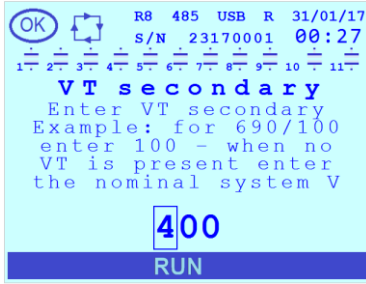 OK R8 485 USB R 31/01/17
S/N 23170001 00:27
1 2 3 4 5 6 7 8 9 10 11
VT secondary
Enter VT secondary
Example: for 690/100
enter 100 - when no
VT is present enter
the nominal system V
400
RUN